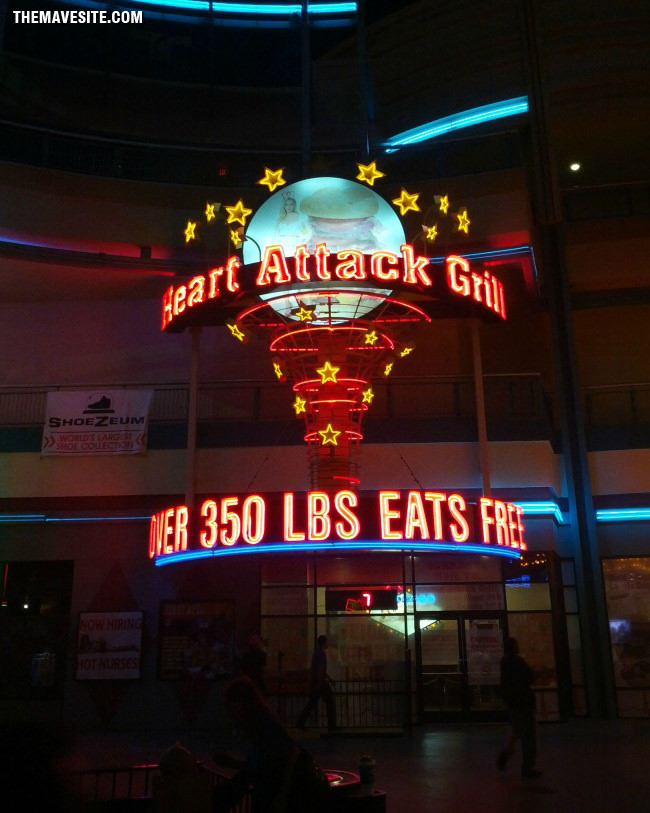 THEMAVESITE.COM
Heart Attack Grill
SHOEZEUM
WORLD'S LARGEST
SHOE COLLECTION
OVER 350 LBS EATS FREE
NOW HIRING
HOT NURSES!